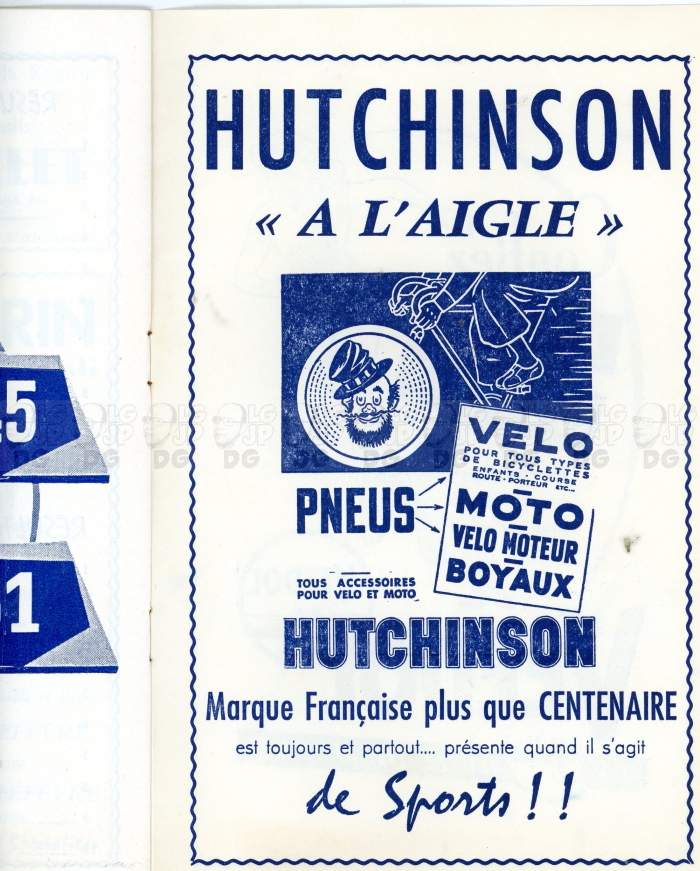 HUTCHINSON
« A L'AIGLE »
VELO
POUR TOUS TYPES
DE BICYCLETTES
ENFANTS - COURSE
ROUTE - PORTEUR ETC...
PNEUS
MOTO
VELO MOTEUR
BOYAUX
TOUS ACCESSOIRES
POUR VELO ET MOTO
HUTCHINSON
Marque Française plus que CENTENAIRE
est toujours et partout.... présente quand il s'agit
de Sports !!
5
1